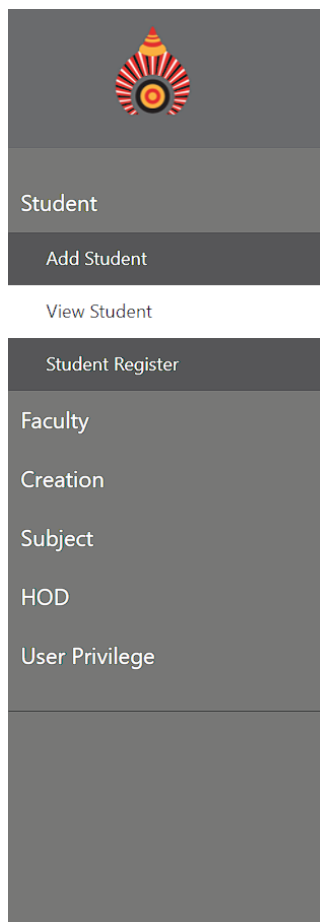 Student
Add Student
View Student
Student Register
Faculty
Creation
Subject
HOD
User Privilege